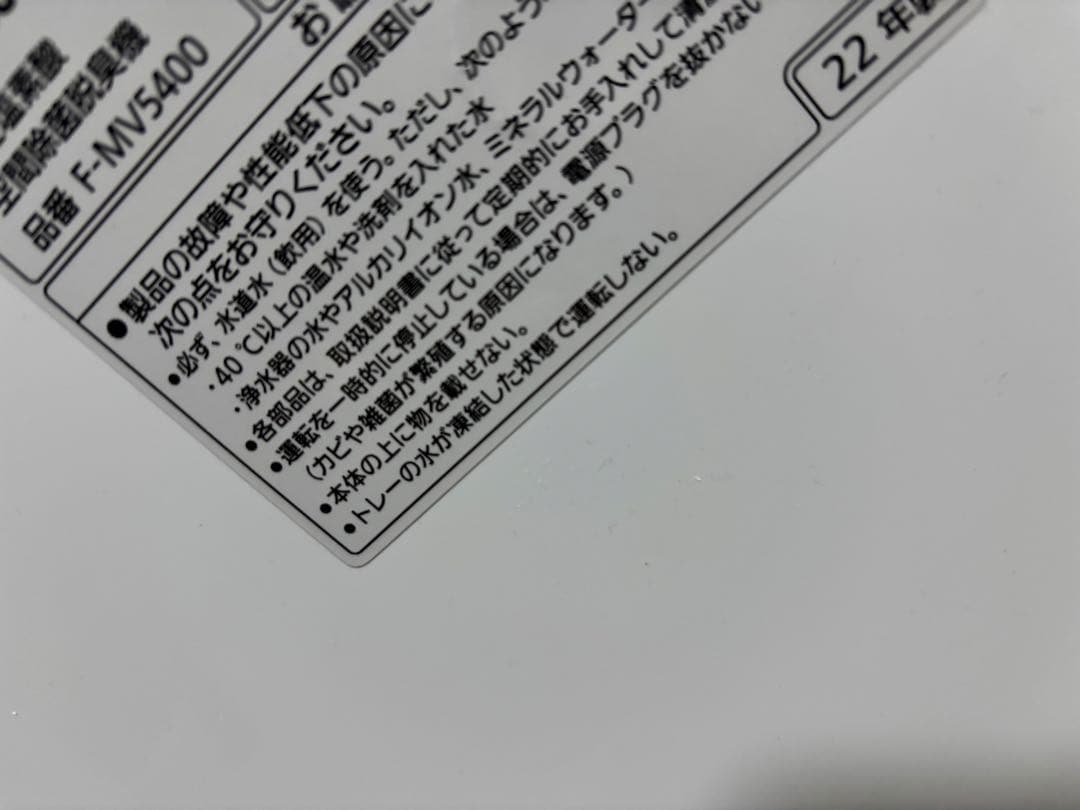 塩素酸
空間除菌脱臭機
品番 F-MV5400
お
22 年製
●製品の故障や性能低下の原因に
次の点をお守りください。
●必ず、水道水(飲用)を使う。ただし、次のよう
・40 ℃以上の温水や洗剤を入れた水
・浄水器の水やアルカリイオン水、ミネラルウォーター
●各部品は、取扱説明書に従って定期的にお手入れして清
●運転を一時的に停止している場合は、電源プラグを抜かない
(カビや雑菌が繁殖する原因になります。)
●本体の上に物を載せない。
●トレーの水が凍結した状態で運転しない。